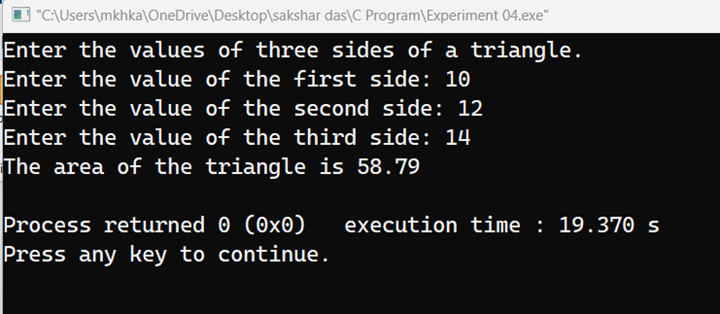 "C:\Users\mkhka\OneDrive\Desktop\sakshar das\C Program\Experiment 04.exe"
Enter the values of three sides of a triangle.
Enter the value of the first side: 10
Enter the value of the second side: 12
Enter the value of the third side: 14
The area of the triangle is 58.79
Process returned 0 (0x0)   execution time : 19.370 s
Press any key to continue.